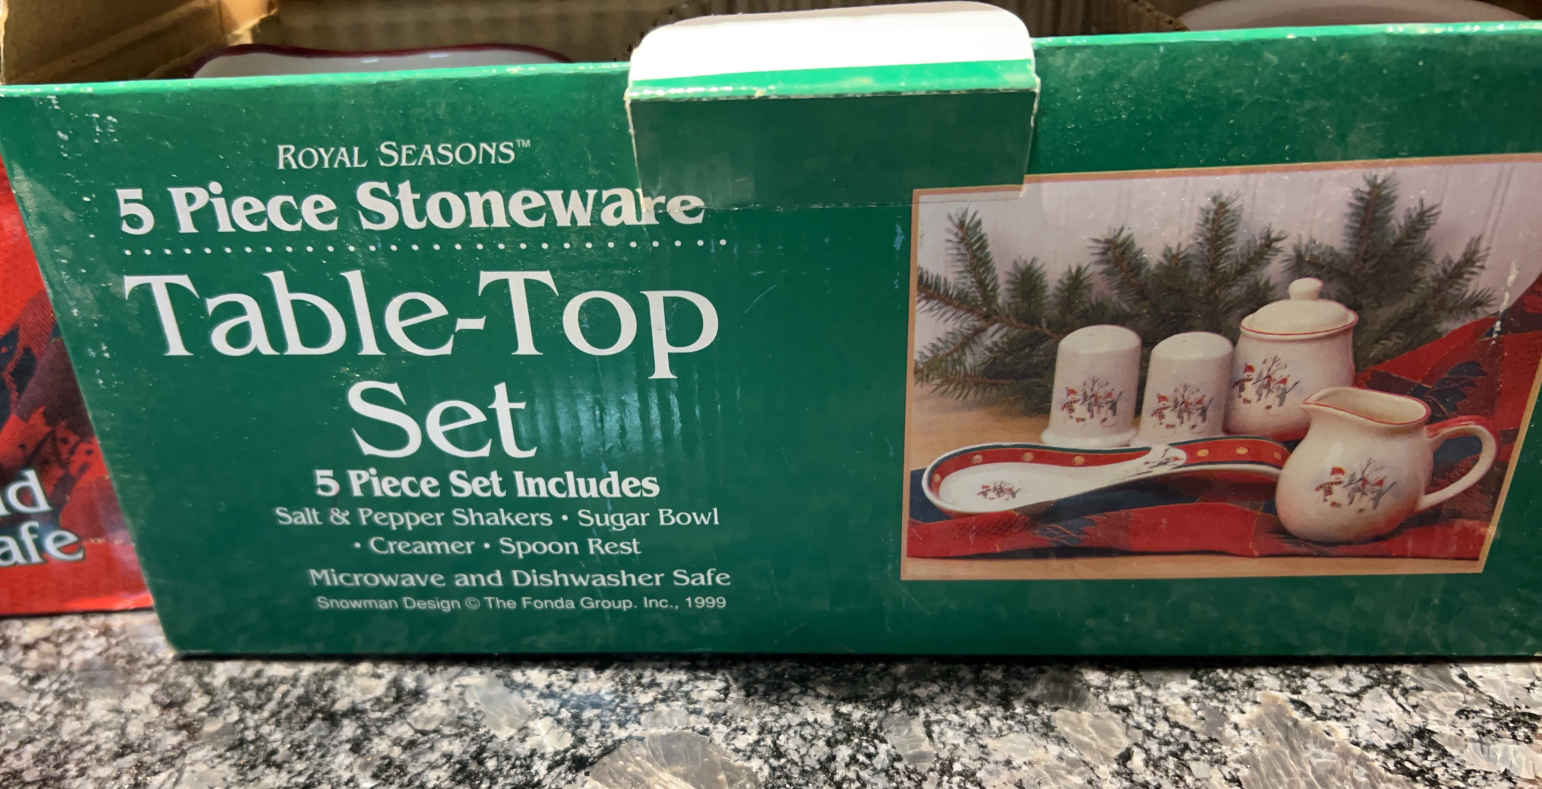 ROYAL SEASONS™
5 Piece Stoneware
Table-Top
Set
5 Piece Set Includes
Salt & Pepper Shakers • Sugar Bowl
• Creamer • Spoon Rest
Microwave and Dishwasher Safe
Snowman Design © The Fonda Group. Inc., 1999